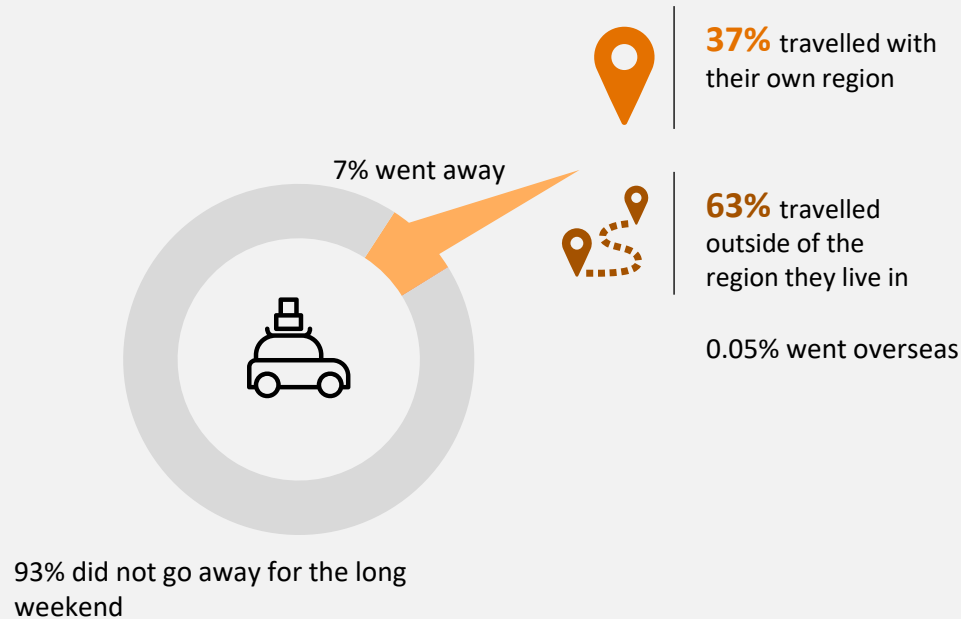 37% travelled with
their own region
7% went away
63% travelled
outside of the
region they live in
0.05% went overseas
93% did not go away for the long
weekend